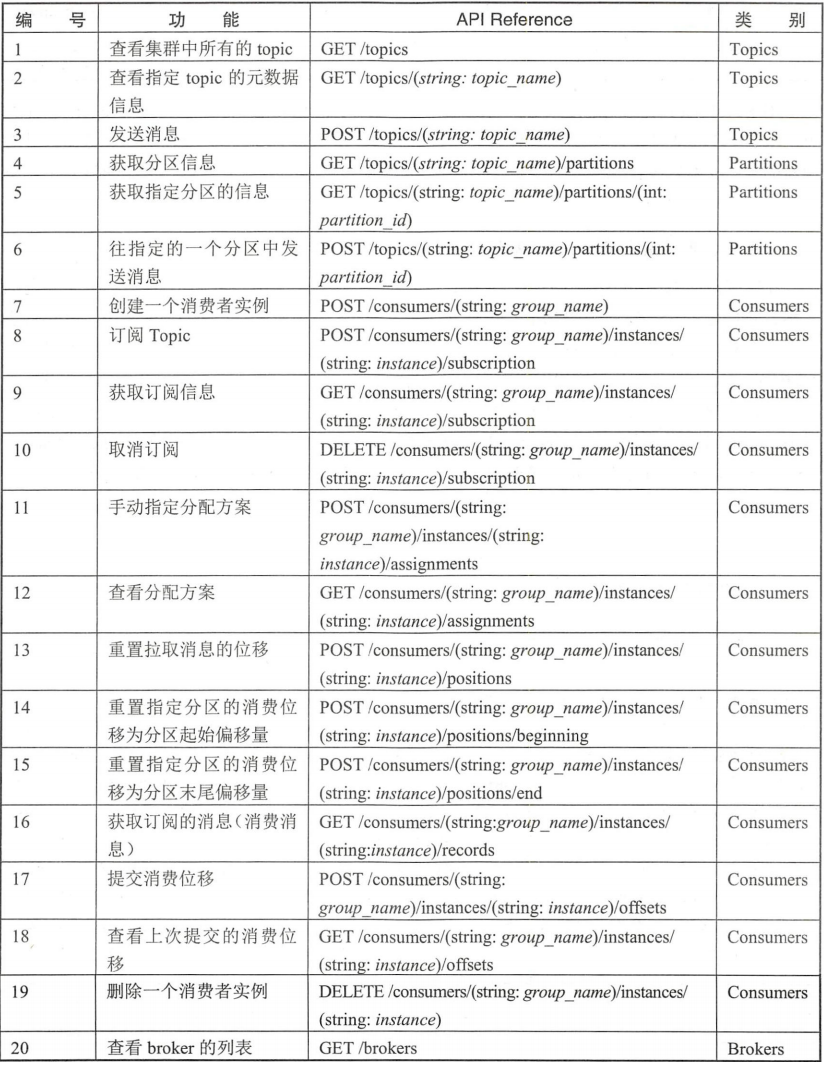 编 号 功 能 API Reference 类 别
1 查看集群中所有的 topic GET /topics Topics
2 查看指定 topic 的元数据 GET /topics/(string: topic_name) Topics
信息
3 发送消息 POST /topics/(string: topic_name) Topics
4 获取分区信息 GET /topics/(string: topic_name)/partitions Partitions
5 获取指定分区的信息 GET /topics/(string: topic_name)/partitions/(int: Partitions
partition_id)
6 往指定的一个分区中发 POST /topics/(string: topic_name)/partitions/(int: Partitions
送消息 partition_id)
7 创建一个消费者实例 POST /consumers/(string: group_name) Consumers
8 订阅 Topic POST /consumers/(string: group_name)/instances/ Consumers
(string: instance)/subscription
9 获取订阅信息 GET /consumers/(string: group_name)/instances/ Consumers
(string: instance)/subscription
10 取消订阅 DELETE /consumers/(string: group_name)/instances/ Consumers
(string: instance)/subscription
11 手动指定分配方案 POST /consumers/(string: Consumers
group_name)/instances/(string:
instance)/assignments
12 查看分配方案 GET /consumers/(string: group_name)/instances/ Consumers
(string: instance)/assignments
13 重置拉取消息的位移 POST /consumers/(string: group_name)/instances/ Consumers
(string: instance)/positions
14 重置指定分区的消费位 POST /consumers/(string: group_name)/instances/ Consumers
移为分区起始偏移量 (string: instance)/positions/beginning
15 重置指定分区的消费位 POST /consumers/(string: group_name)/instances/ Consumers
移为分区末尾偏移量 (string: instance)/positions/end
16 获取订阅的消息（消费消 GET /consumers/(string:group_name)/instances/ Consumers
息） (string:instance)/records
17 提交消费位移 POST /consumers/(string: Consumers
group_name)/instances/(string: instance)/offsets
18 查看上次提交的消费位 GET /consumers/(string: group_name)/instances/ Consumers
移 (string: instance)/offsets
19 删除一个消费者实例 DELETE /consumers/(string: group_name)/instances/ Consumers
(string: instance)
20 查看 broker 的列表 GET /brokers Brokers